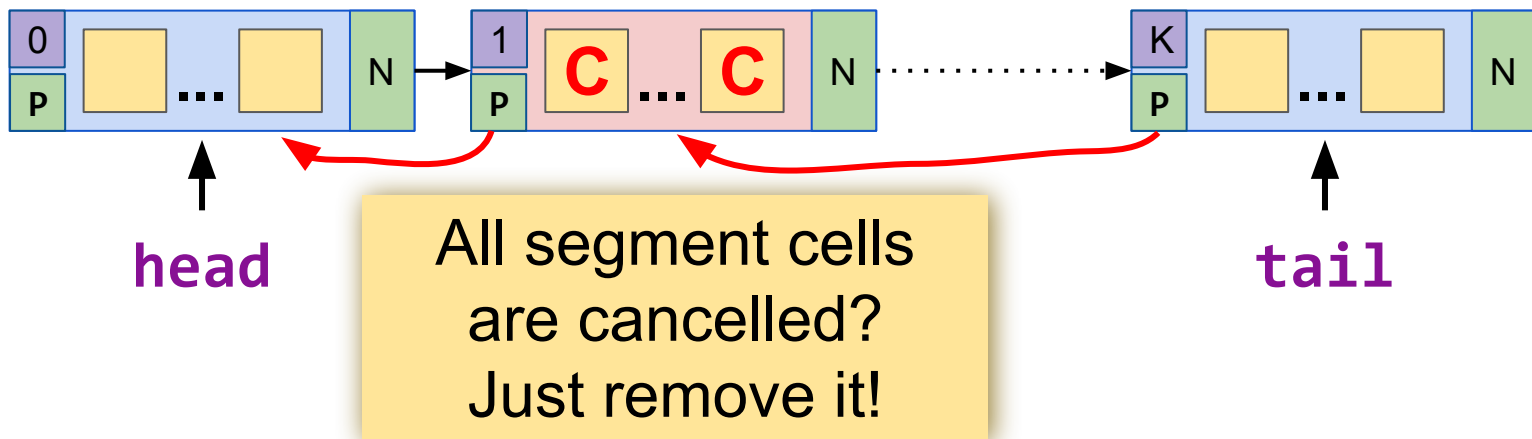 0 ... N
P
1 C ... C N
P
K ... N
P
head
tail
All segment cells
are cancelled?
Just remove it!